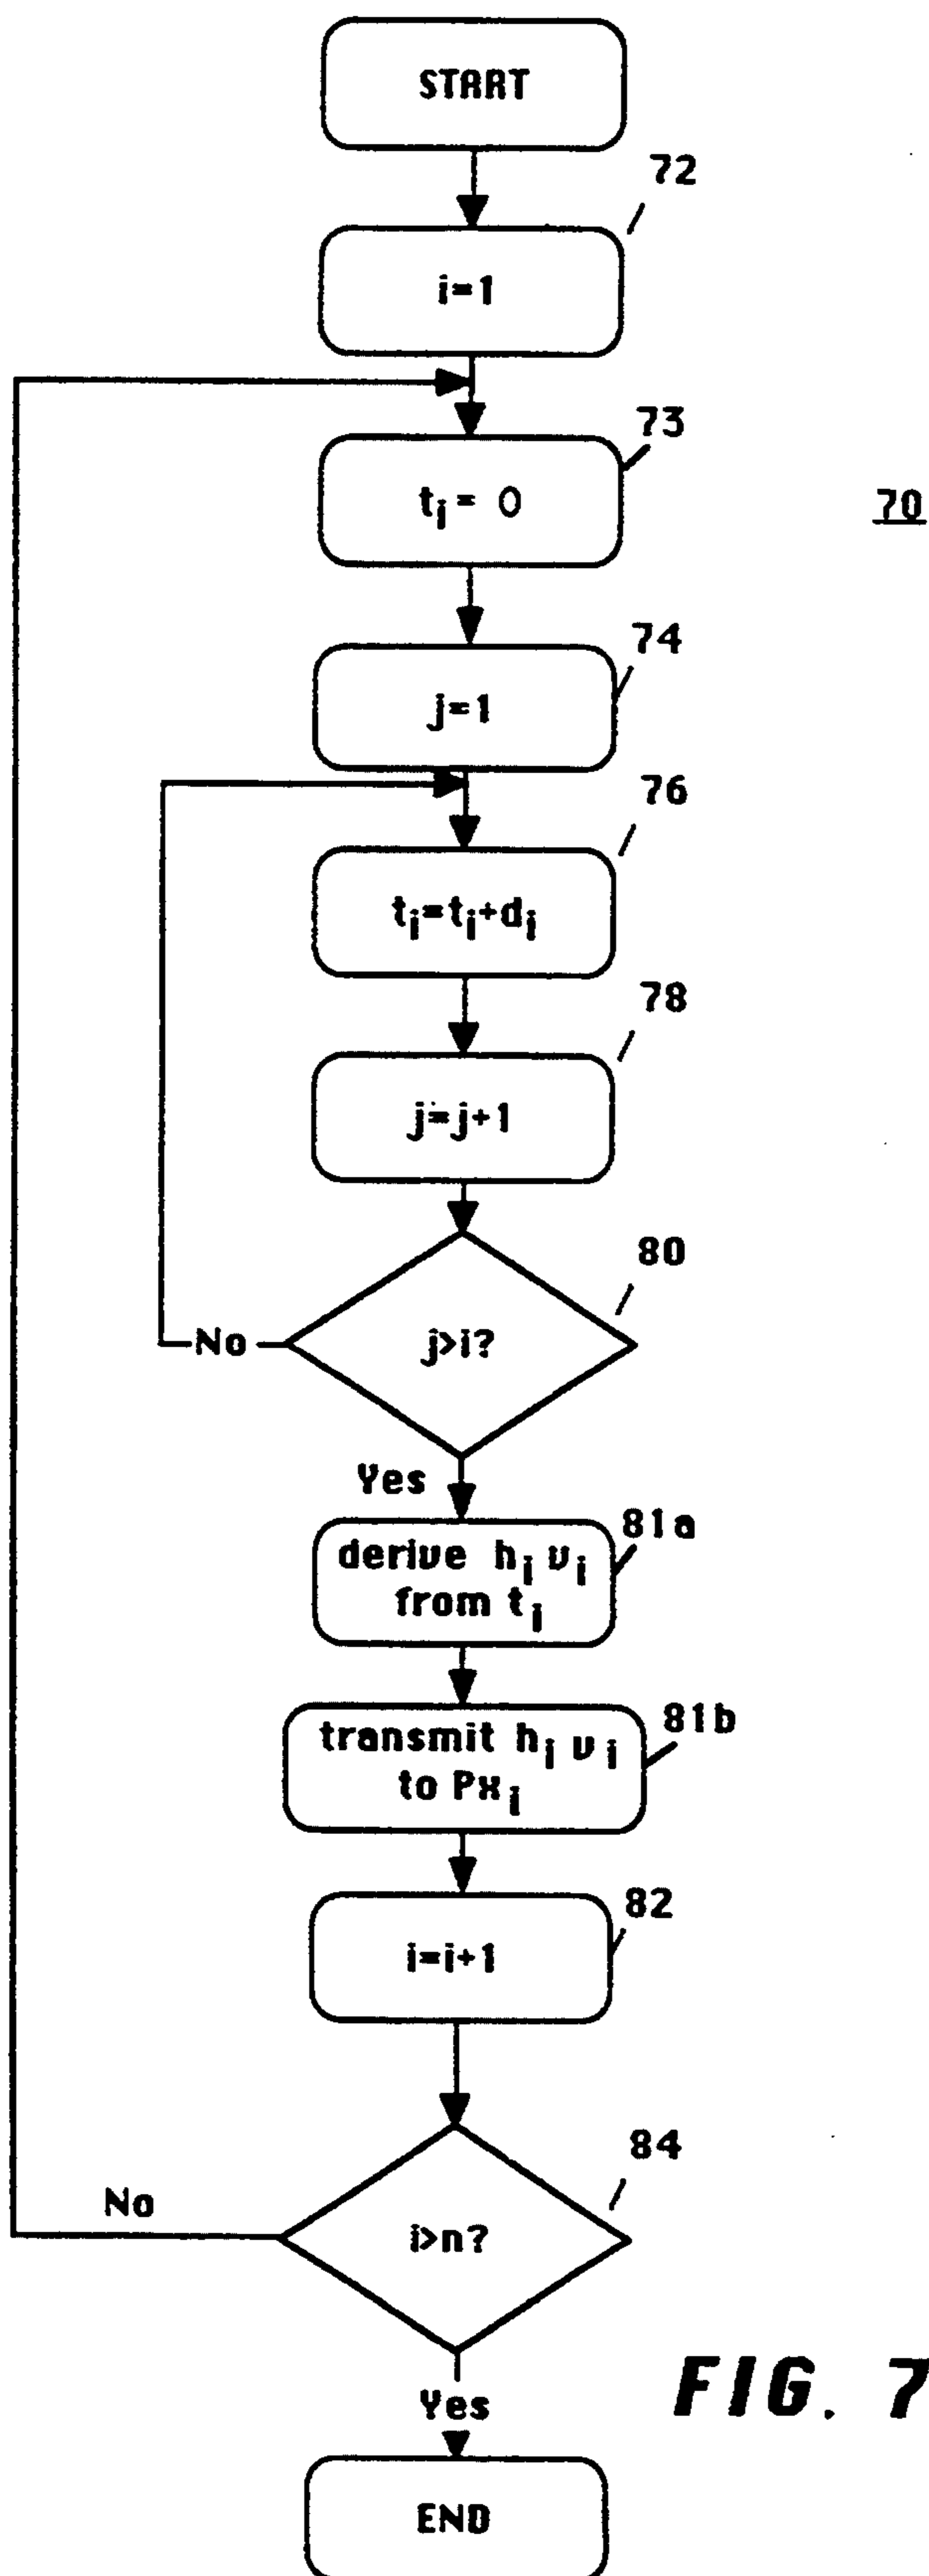 START
72
i=1
73
t_i = 0
70
74
j=1
76
t_i=t_i+d_i
78
j=j+1
80
j>i?
No
Yes
81a
derive h_i v_i
from t_i
81b
transmit h_i v_i
to Px_i
82
i=i+1
84
No
i>n?
FIG. 7
Yes
END